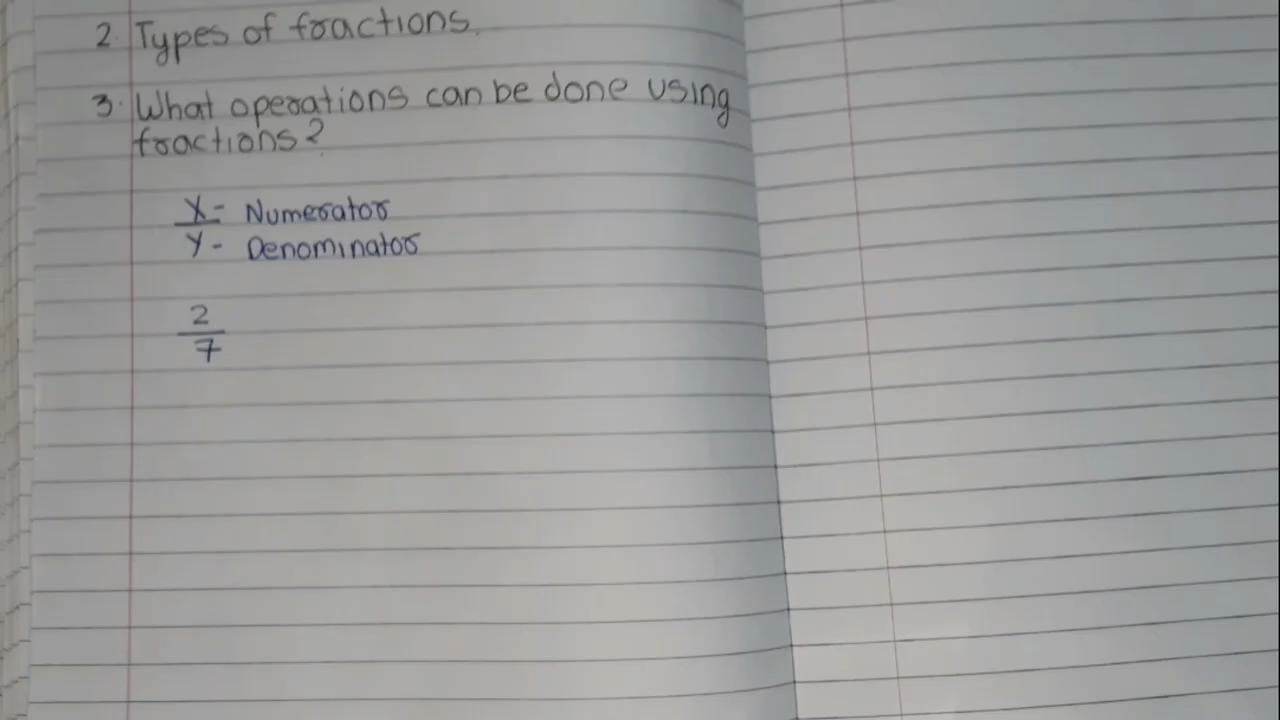 2. Types of fractions.
3. What operations can be done using
fractions?
X - Numerator
Y - Denominator
2
7